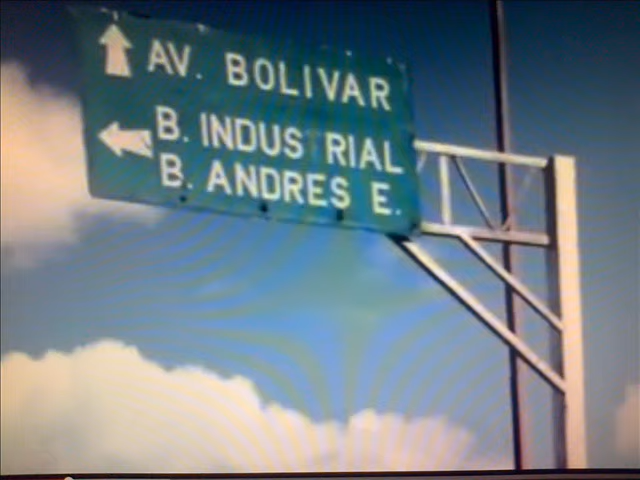 AV. BOLIVAR
B. INDUSTRIAL
B. ANDRES E.